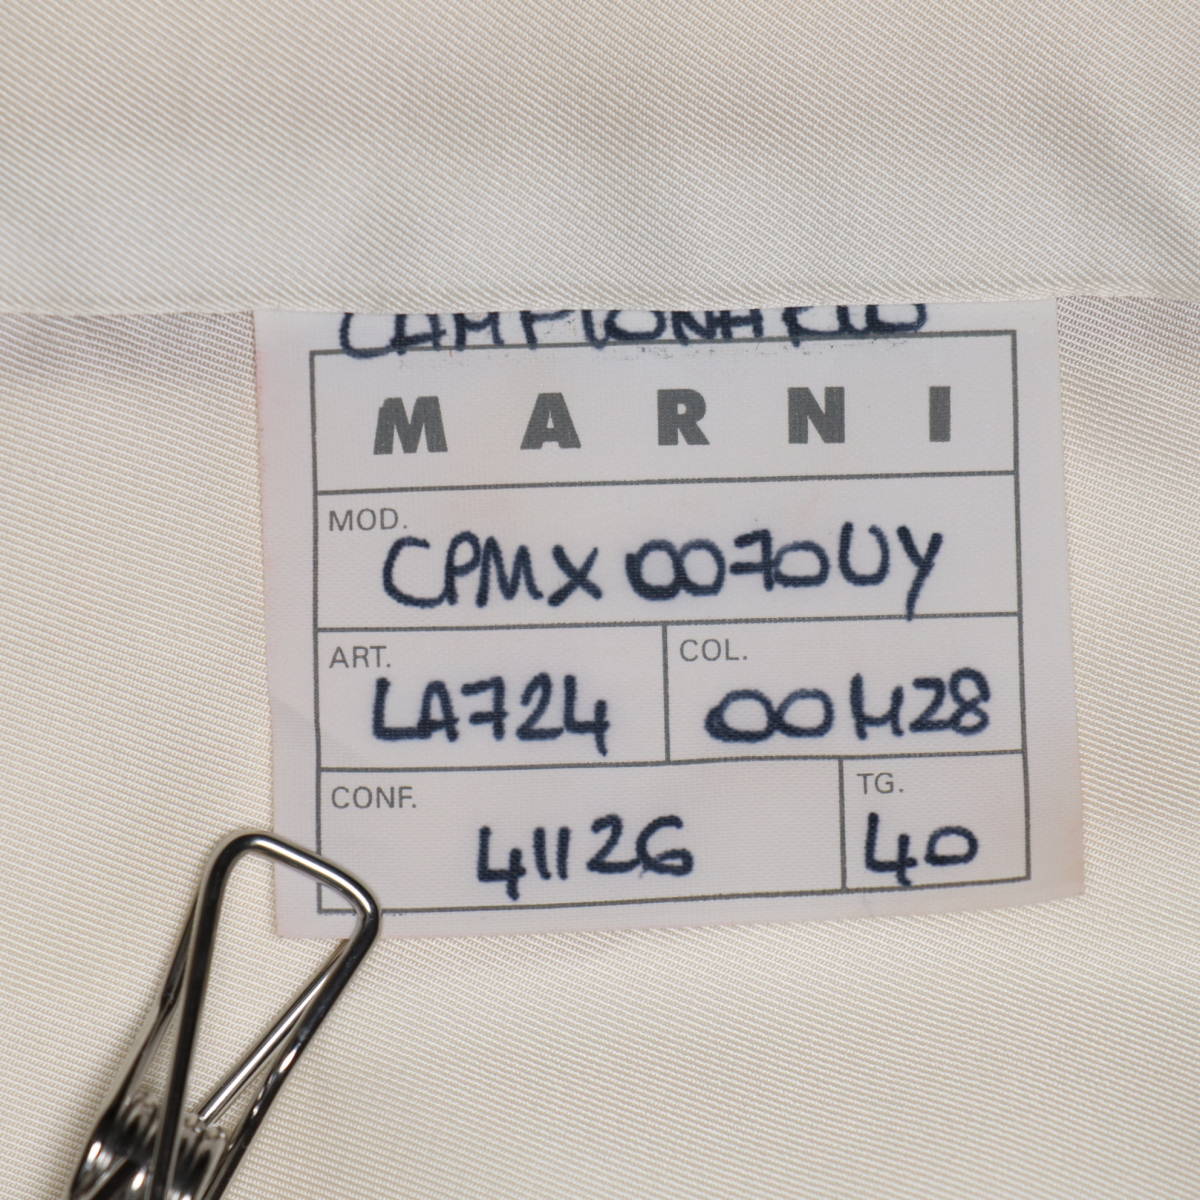 CAMPIONARIO
MARNI
MOD.
CPMX0070UY
ART.
LA724
COL.
00M28
CONF.
41126
TG.
40